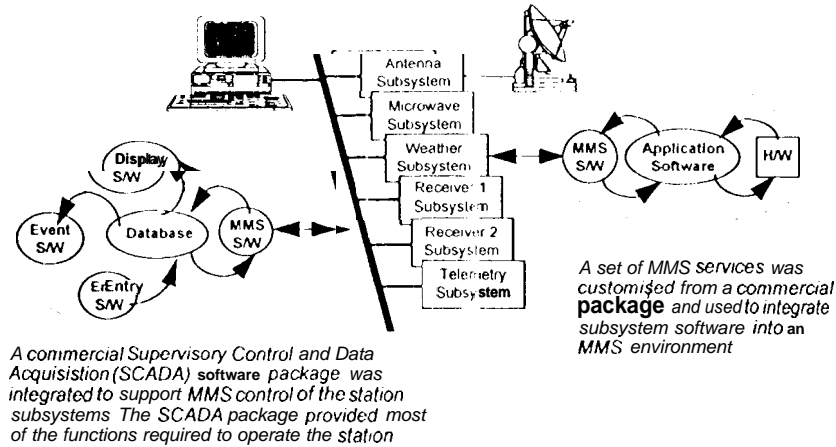 Antenna
Subsystem
Microwave
Subsystem
Weather
Subsystem
Receiver 1
Subsystem
Receiver 2
Subsystem
Telemetry
Subsystem
Display
S/W
Event
S/W
Database
MMS
S/W
ErEntry
S/W
MMS
S/W
Application
Software
H/W
A set of MMS services was
customised from a commercial
package and used to integrate
subsystem software into an
MMS environment
A commercial Supervisory Control and Data
Acquisistion (SCADA) software package was
integrated to support MMS control of the station
subsystems The SCADA package provided most
of the functions required to operate the station